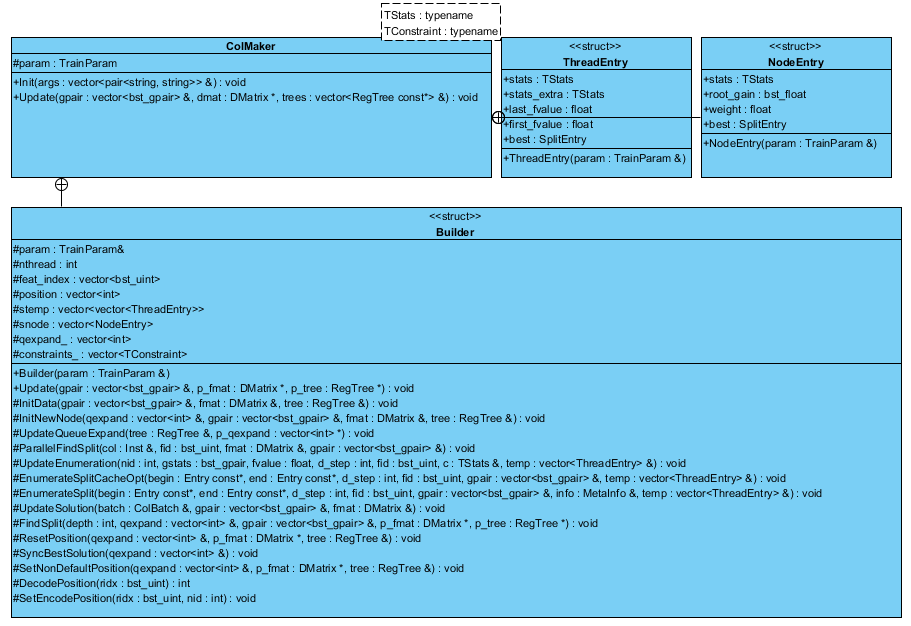 TStats : typename
TConstraint : typename
ColMaker
#param : TrainParam
+Init(args : vector<pair<string, string>> &) : void
+Update(gpair : vector<bst_gpair> &, dmat : DMatrix *, trees : vector<RegTree const*> &) : void
<<struct>>
ThreadEntry
+stats : TStats
+stats_extra : TStats
+last_fvalue : float
+first_fvalue : float
+best : SplitEntry
+ThreadEntry(param : TrainParam &)
<<struct>>
NodeEntry
+stats : TStats
+root_gain : bst_float
+weight : float
+best : SplitEntry
+NodeEntry(param : TrainParam &)
<<struct>>
Builder
#param : TrainParam&
#nthread : int
#feat_index : vector<bst_uint>
#position : vector<int>
#stemp : vector<vector<ThreadEntry>>
#snode : vector<NodeEntry>
#qexpand_ : vector<int>
#constraints_ : vector<TConstraint>
+Builder(param : TrainParam &)
+Update(gpair : vector<bst_gpair> &, p_fmat : DMatrix *, p_tree : RegTree *) : void
#InitData(gpair : vector<bst_gpair> &, fmat : DMatrix &, tree : RegTree &) : void
#InitNewNode(qexpand : vector<int> &, gpair : vector<bst_gpair> &, fmat : DMatrix &, tree : RegTree &) : void
#UpdateQueueExpand(tree : RegTree &, p_qexpand : vector<int> *) : void
#ParallelFindSplit(col : Inst &, fid : bst_uint, fmat : DMatrix &, gpair : vector<bst_gpair> &) : void
#UpdateEnumeration(nid : int, gstats : bst_gpair, fvalue : float, d_step : int, fid : bst_uint, c : TStats &, temp : vector<ThreadEntry> &) : void
#EnumerateSplitCacheOpt(begin : Entry const*, end : Entry const*, d_step : int, fid : bst_uint, gpair : vector<bst_gpair> &, temp : vector<ThreadEntry> &) : void
#EnumerateSplit(begin : Entry const*, end : Entry const*, d_step : int, fid : bst_uint, gpair : vector<bst_gpair> &, info : MetaInfo &, temp : vector<ThreadEntry> &) : void
#UpdateSolution(batch : ColBatch &, gpair : vector<bst_gpair> &, fmat : DMatrix &) : void
#FindSplit(depth : int, qexpand : vector<int> &, gpair : vector<bst_gpair> &, p_fmat : DMatrix *, p_tree : RegTree *) : void
#ResetPosition(qexpand : vector<int> &, p_fmat : DMatrix *, tree : RegTree &) : void
#SyncBestSolution(qexpand : vector<int> &) : void
#SetNonDefaultPosition(qexpand : vector<int> &, p_fmat : DMatrix *, tree : RegTree &) : void
#DecodePosition(ridx : bst_uint) : int
#SetEncodePosition(ridx : bst_uint, nid : int) : void